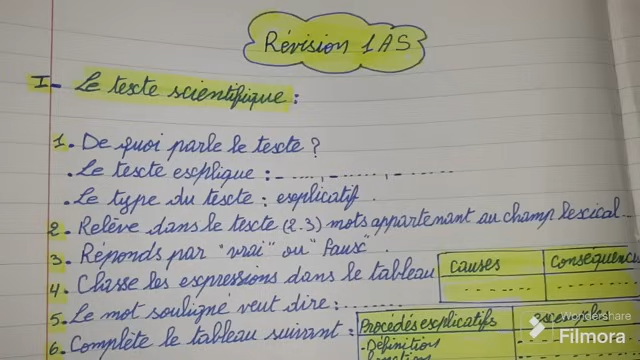 Révision 1AS
I- Le texte scientifique :
1. De quoi parle le texte ?
. Le texte explique : - ...., - ......, - ......
. Le type du texte : explicatif.
2. Relève dans le texte (2.3) mots appartenant au champ lexical...
3. Réponds par "vrai" ou "faux".
4. Classe les expressions dans le tableau
causes conséquences
5. Le mot souligné veut dire : ........
6. Complète le tableau suivant :
Procédés explicatifs exemples
- Définition
Wondershare
Filmora